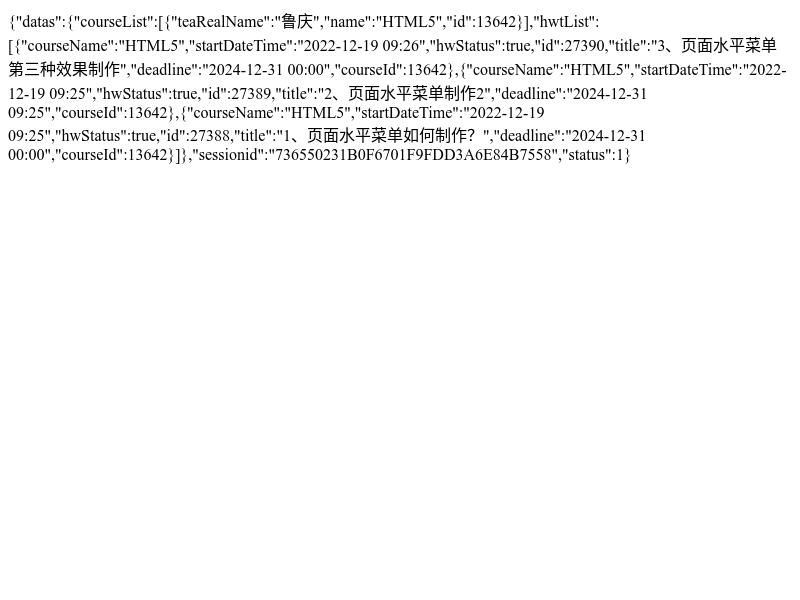 {"datas":{"courseList":[{"teaRealName":"鲁庆","name":"HTML5","id":13642}],"hwtList":
[{"courseName":"HTML5","startDateTime":"2022-12-19 09:26","hwStatus":true,"id":27390,"title":"3、页面水平菜单
第三种效果制作","deadline":"2024-12-31 00:00","courseId":13642},{"courseName":"HTML5","startDateTime":"2022-
12-19 09:25","hwStatus":true,"id":27389,"title":"2、页面水平菜单制作2","deadline":"2024-12-31
09:25","courseId":13642},{"courseName":"HTML5","startDateTime":"2022-12-19
09:25","hwStatus":true,"id":27388,"title":"1、页面水平菜单如何制作？","deadline":"2024-12-31
00:00","courseId":13642}]},"sessionid":"736550231B0F6701F9FDD3A6E84B7558","status":1}